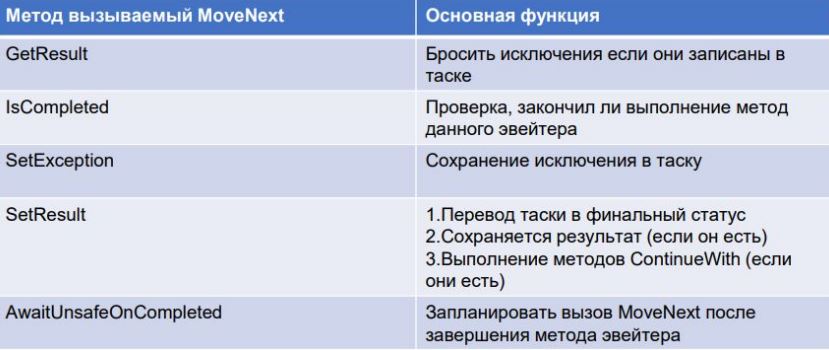 Метод вызываемый MoveNext
Основная функция
GetResult
Бросить исключения если они записаны в
таске
IsCompleted
Проверка, закончил ли выполнение метод
данного эвейтера
SetException
Сохранение исключения в таску
SetResult
1.Перевод таски в финальный статус
2.Сохраняется результат (если он есть)
3.Выполнение методов ContinueWith (если
они есть)
AwaitUnsafeOnCompleted
Запланировать вызов MoveNext после
завершения метода эвейтера